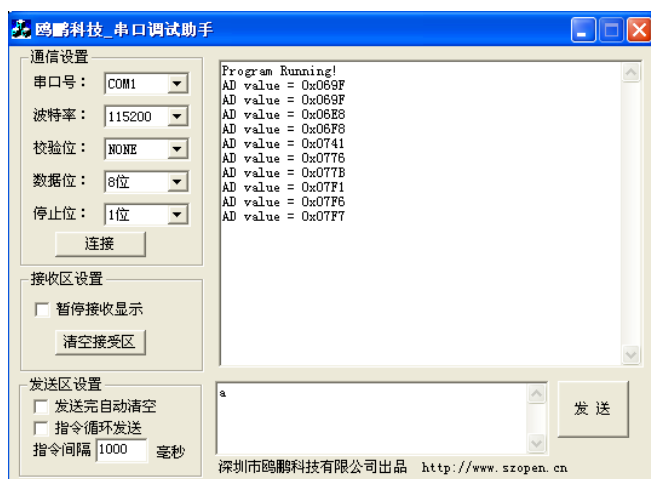 鸥鹏科技_串口调试助手
通信设置
串口号： COM1
波特率： 115200
校验位： NONE
数据位： 8位
停止位： 1位
连接
接收区设置
暂停接收显示
清空接受区
Program Running!
AD value = 0x069F
AD value = 0x069F
AD value = 0x06E8
AD value = 0x06F8
AD value = 0x0741
AD value = 0x0776
AD value = 0x077B
AD value = 0x07F1
AD value = 0x07F6
AD value = 0x07F7
发送区设置
发送完自动清空
指令循环发送
指令间隔 1000 毫秒
a
发 送
深圳市鸥鹏科技有限公司出品 http://www.szopen.cn